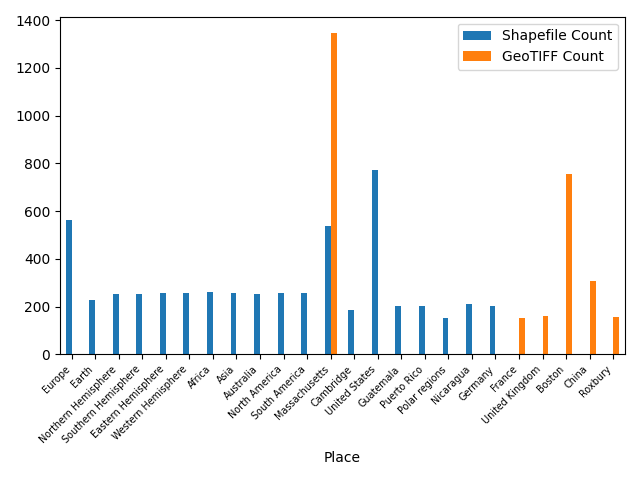 1400
1200
1000
800
600
400
200
0
Shapefile Count
GeoTIFF Count
Europe
Earth
Northern Hemisphere
Southern Hemisphere
Eastern Hemisphere
Western Hemisphere
Africa
Asia
Australia
North America
South America
Massachusetts
Cambridge
United States
Guatemala
Puerto Rico
Polar regions
Nicaragua
Germany
France
United Kingdom
Boston
China
Roxbury
Place